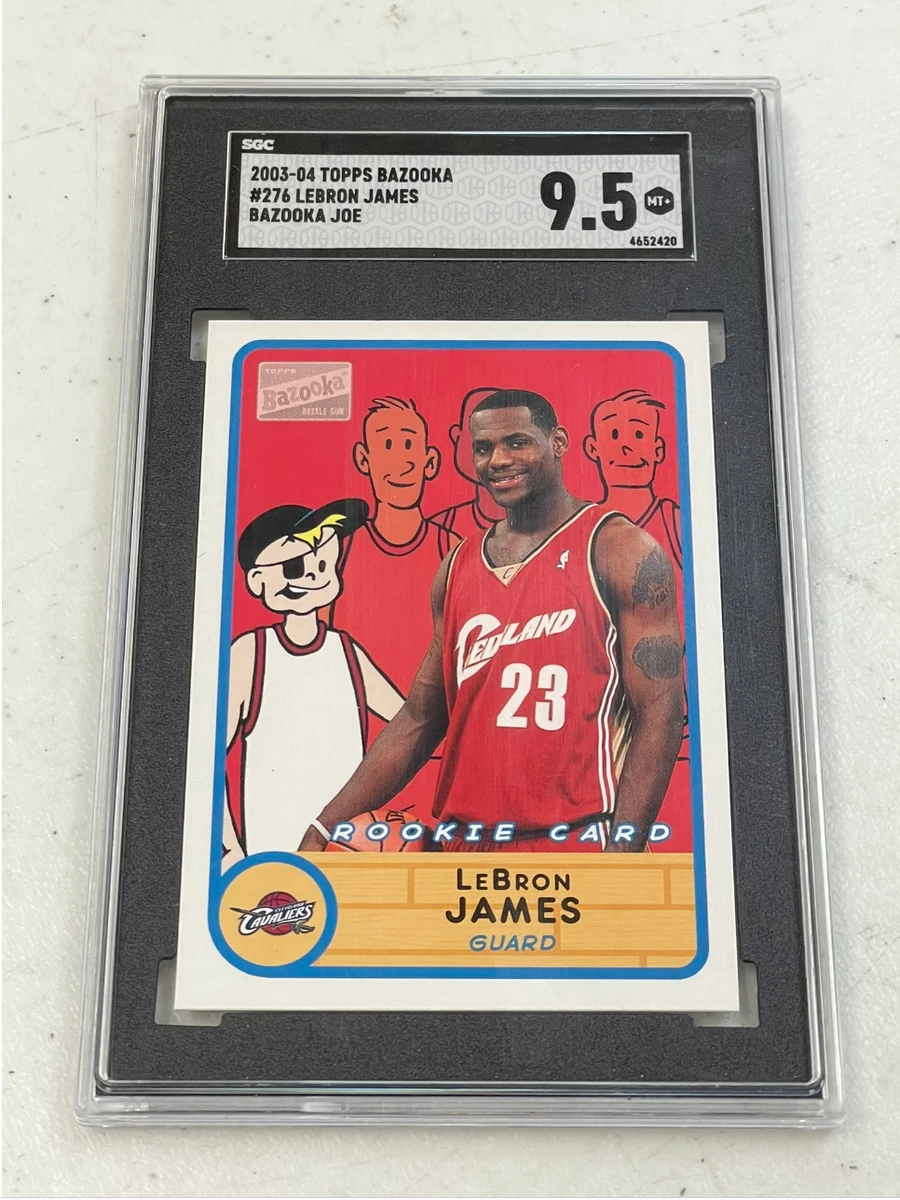 SGC
2003-04 TOPPS BAZOOKA
#276 LEBRON JAMES
BAZOOKA JOE
9.5 MT+
4652420
TOPPS
Bazooka®
BUBBLE GUM
C
CLEVELAND
23
ROOKIE CARD
LEBRON
JAMES
GUARD
CLEVELAND
CAVALIERS